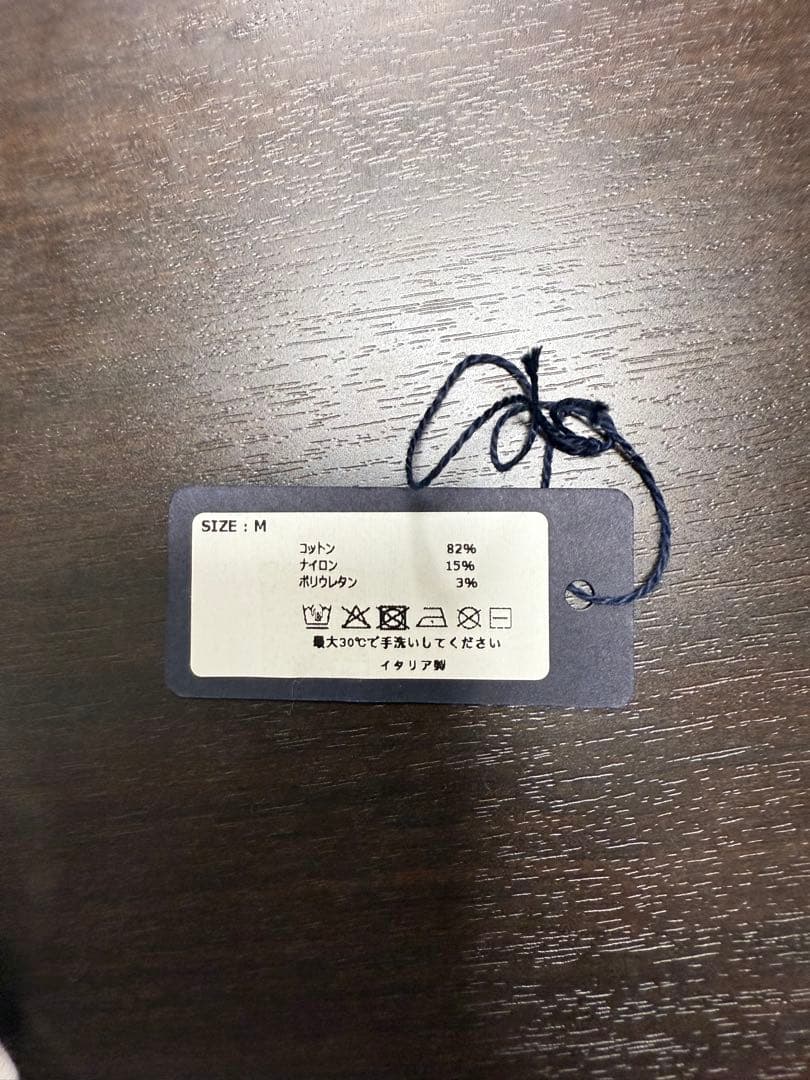 SIZE : M
コットン 82%
ナイロン 15%
ポリウレタン 3%
最大30℃で手洗いしてください
イタリア製